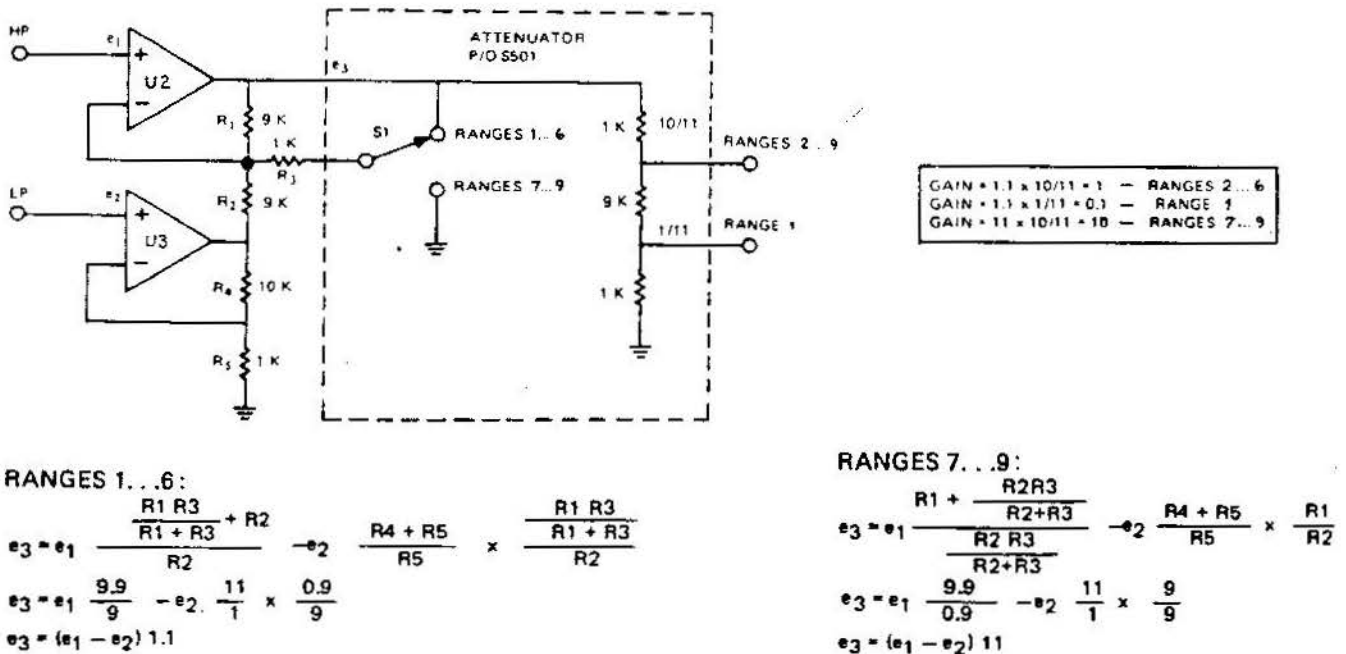 HP
e1
+
U2
−
ATTENUATOR
P/O S501
e3
R1 9 K
1 K
R3
S1
RANGES 1...6
RANGES 7...9
R2 9 K
LP
e2
+
U3
−
R4 10 K
R5 1 K
1 K 10/11
RANGES 2..9
9 K
1/11
RANGE 1
1 K
GAIN = 1.1 x 10/11 = 1 — RANGES 2...6
GAIN = 1.1 x 1/11 = 0.1 — RANGE 1
GAIN = 11 x 10/11 = 10 — RANGES 7...9
RANGES 1...6:
e3 = e1 ((R1 R3)/(R1 + R3) + R2)/R2 −e2 (R4 + R5)/R5 x ((R1 R3)/(R1 + R3))/R2
e3 = e1 9.9/9 −e2. 11/1 x 0.9/9
e3 = (e1 − e2) 1.1
RANGES 7...9:
e3 = e1 (R1 + (R2R3)/(R2+R3))/((R2 R3)/(R2+R3)) −e2 (R4 + R5)/R5 x R1/R2
e3 = e1 9.9/0.9 −e2 11/1 x 9/9
e3 = (e1 − e2) 11